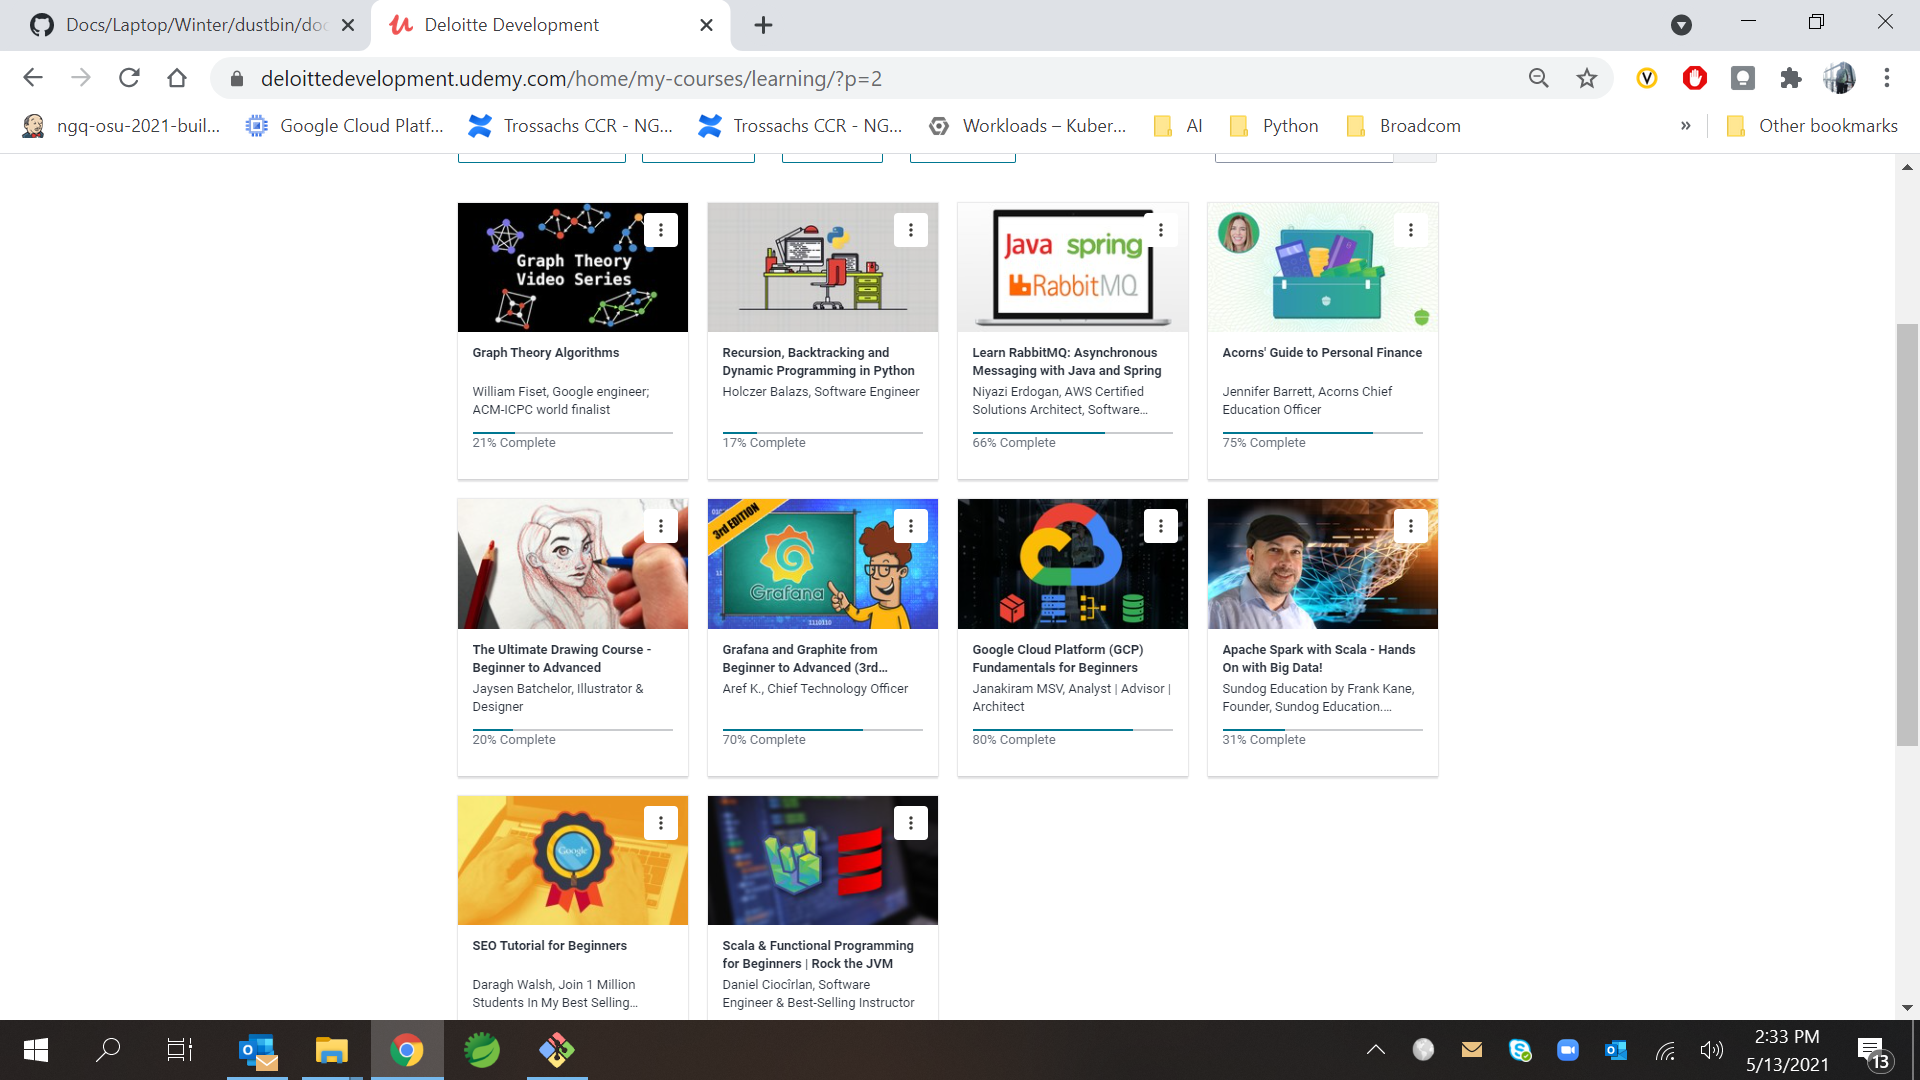 Docs/Laptop/Winter/dustbin/doc
Deloitte Development
deloittedevelopment.udemy.com/home/my-courses/learning/?p=2
ngq-osu-2021-buil...
Google Cloud Platf...
Trossachs CCR - NG...
Trossachs CCR - NG...
Workloads – Kuber...
AI
Python
Broadcom
»
Other bookmarks
Graph Theory
Video Series
Java spring
RabbitMQ
Graph Theory Algorithms
William Fiset, Google engineer;
ACM-ICPC world finalist
21% Complete
Recursion, Backtracking and
Dynamic Programming in Python
Holczer Balazs, Software Engineer
17% Complete
Learn RabbitMQ: Asynchronous
Messaging with Java and Spring
Niyazi Erdogan, AWS Certified
Solutions Architect, Software...
66% Complete
Acorns' Guide to Personal Finance
Jennifer Barrett, Acorns Chief
Education Officer
75% Complete
3rd EDITION
Grafana
1110110
The Ultimate Drawing Course -
Beginner to Advanced
Jaysen Batchelor, Illustrator &
Designer
20% Complete
Grafana and Graphite from
Beginner to Advanced (3rd...
Aref K., Chief Technology Officer
70% Complete
Google Cloud Platform (GCP)
Fundamentals for Beginners
Janakiram MSV, Analyst | Advisor |
Architect
80% Complete
Apache Spark with Scala - Hands
On with Big Data!
Sundog Education by Frank Kane,
Founder, Sundog Education....
31% Complete
Google
SEO Tutorial for Beginners
Daragh Walsh, Join 1 Million
Students In My Best Selling...
Scala & Functional Programming
for Beginners | Rock the JVM
Daniel Ciocîrlan, Software
Engineer & Best-Selling Instructor
2:33 PM
5/13/2021
13